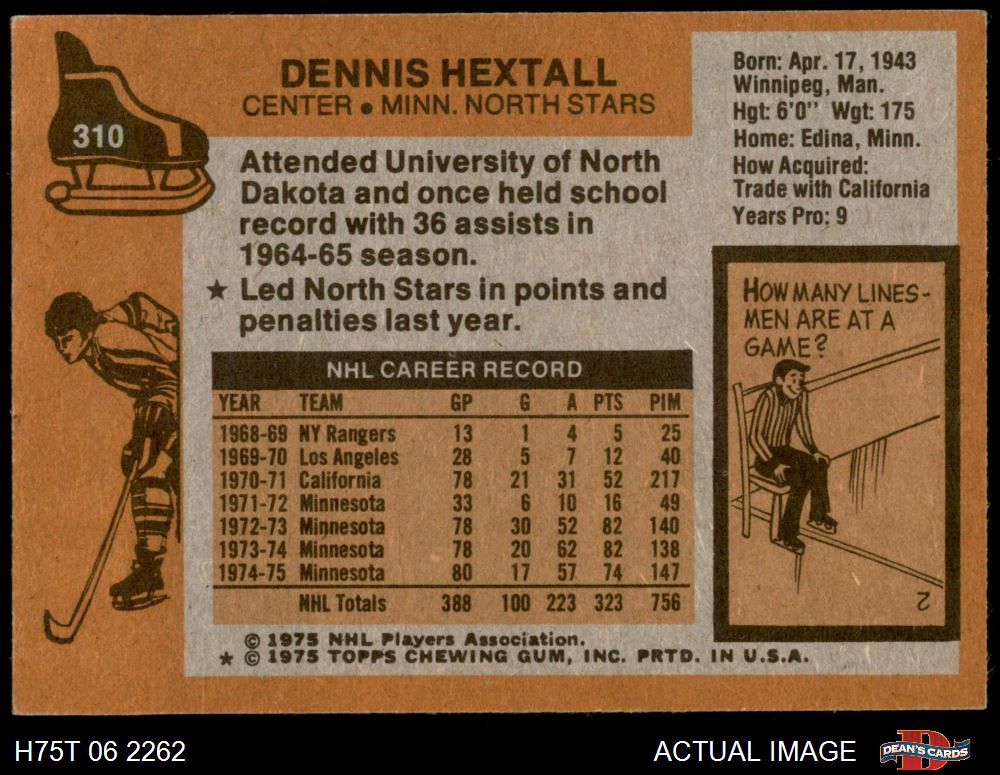 310
DENNIS HEXTALL
CENTER • MINN. NORTH STARS
Attended University of North
Dakota and once held school
record with 36 assists in
1964-65 season.
★ Led North Stars in points and
penalties last year.
Born: Apr. 17, 1943
Winnipeg, Man.
Hgt: 6'0" Wgt: 175
Home: Edina, Minn.
How Acquired:
Trade with California
Years Pro: 9
NHL CAREER RECORD
YEAR TEAM GP G A PTS PIM
1968-69 NY Rangers 13 1 4 5 25
1969-70 Los Angeles 28 5 7 12 40
1970-71 California 78 21 31 52 217
1971-72 Minnesota 33 6 10 16 49
1972-73 Minnesota 78 30 52 82 140
1973-74 Minnesota 78 20 62 82 138
1974-75 Minnesota 80 17 57 74 147
NHL Totals 388 100 223 323 756
HOW MANY LINES-
MEN ARE AT A
GAME?
2
© 1975 NHL Players Association.
★ © 1975 TOPPS CHEWING GUM, INC. PRTD. IN U.S.A.
H75T 06 2262
ACTUAL IMAGE
D
DEAN'S CARDS